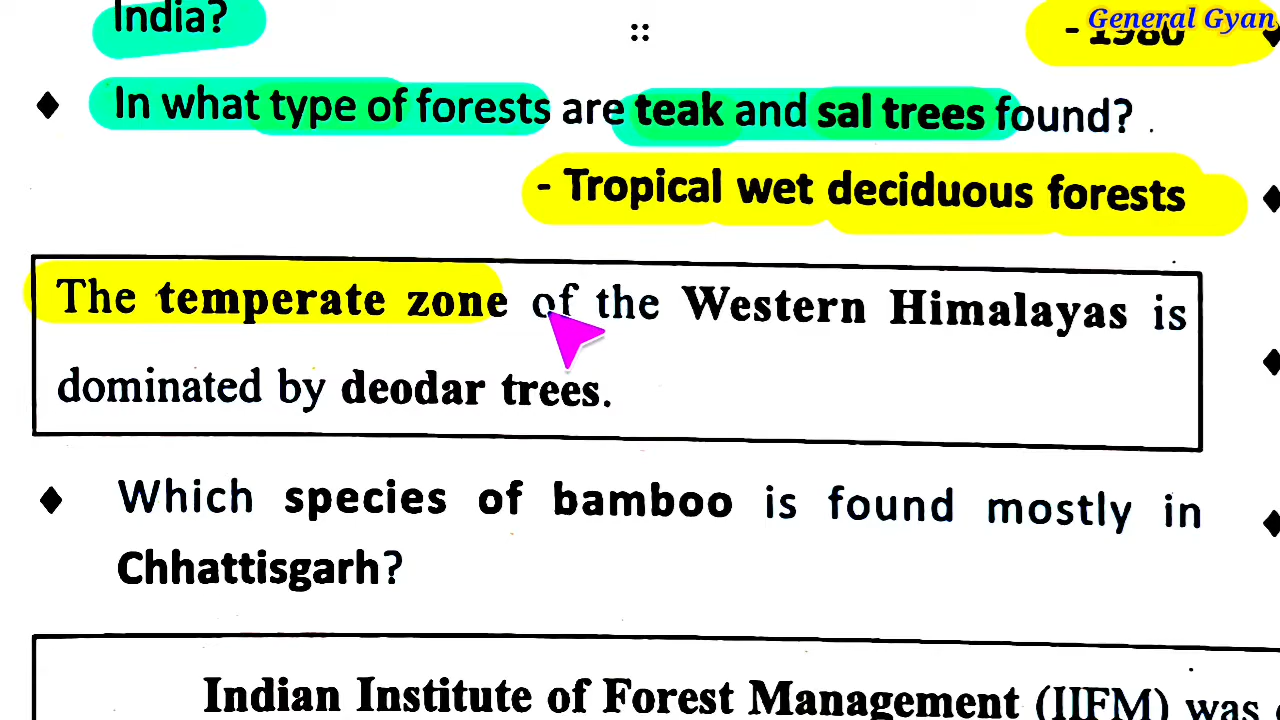 India?
::
- 1980
General Gyan
♦ In what type of forests are teak and sal trees found?
- Tropical wet deciduous forests
The temperate zone of the Western Himalayas is
dominated by deodar trees.
♦ Which species of bamboo is found mostly in
Chhattisgarh?
Indian Institute of Forest Management (IIFM) was